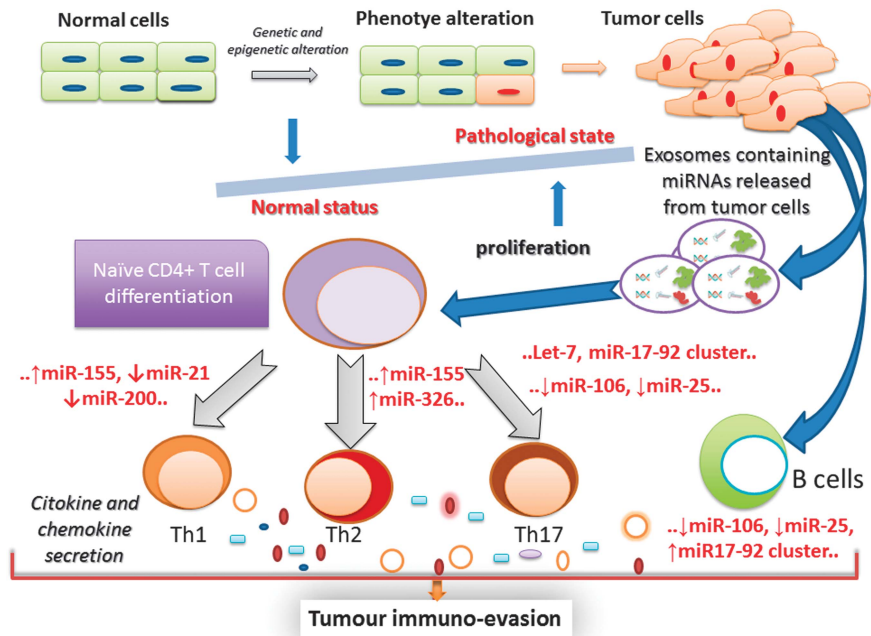 Normal cells
Genetic and
epigenetic alteration
Phenotye alteration
Tumor cells
Pathological state
Normal status
Exosomes containing
miRNAs released
from tumor cells
proliferation
Naïve CD4+ T cell
differentiation
..↑miR-155, ↓miR-21
↓miR-200..
..↑miR-155
↑miR-326..
..Let-7, miR-17-92 cluster..
..↓miR-106, ↓miR-25..
B cells
..↓miR-106, ↓miR-25,
↑miR17-92 cluster..
Citokine and
chemokine
secretion
Th1
Th2
Th17
Tumour immuno-evasion